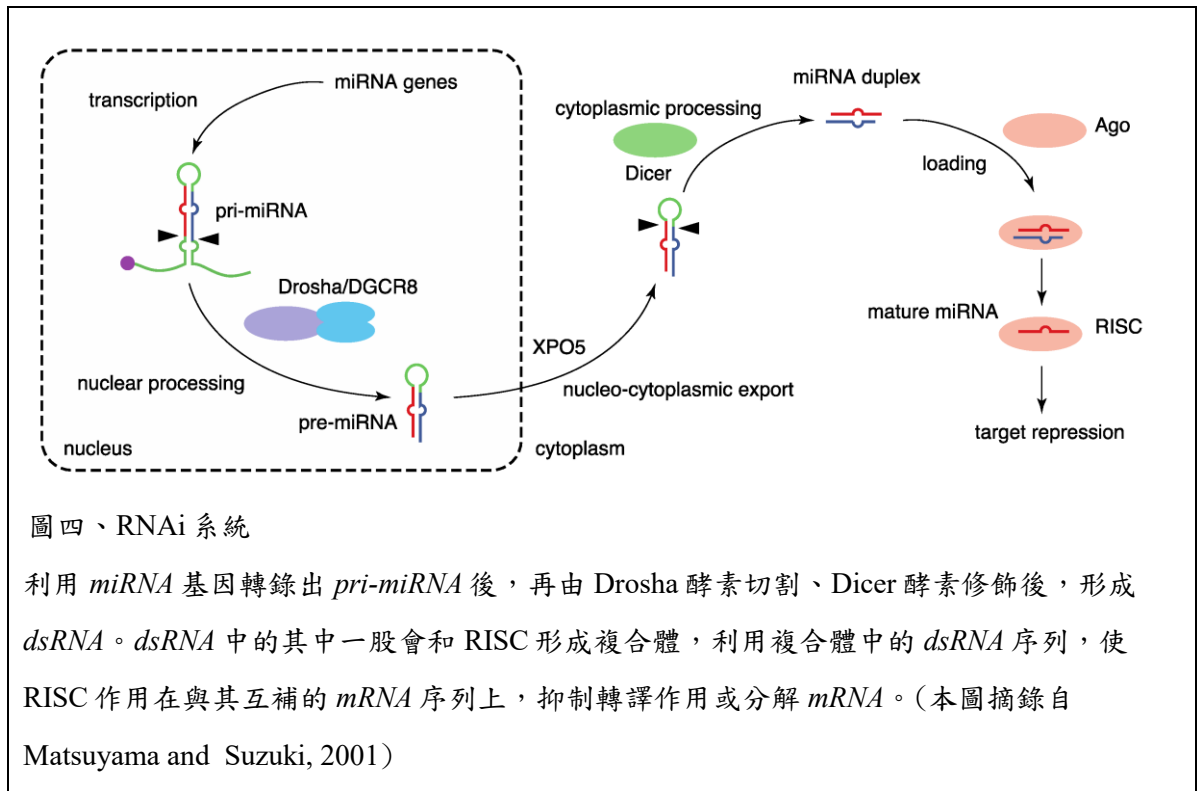 miRNA genes
transcription
pri-miRNA
Drosha/DGCR8
nuclear processing
pre-miRNA
nucleus
cytoplasm
XPO5
nucleo-cytoplasmic export
cytoplasmic processing
Dicer
miRNA duplex
Ago
loading
mature miRNA
RISC
target repression
圖四、RNAi 系統
利用 miRNA 基因轉錄出 pri-miRNA 後，再由 Drosha 酵素切割、Dicer 酵素修飾後，形成
dsRNA。dsRNA 中的其中一股會和 RISC 形成複合體，利用複合體中的 dsRNA 序列，使
RISC 作用在與其互補的 mRNA 序列上，抑制轉譯作用或分解 mRNA。（本圖摘錄自
Matsuyama and Suzuki, 2001）